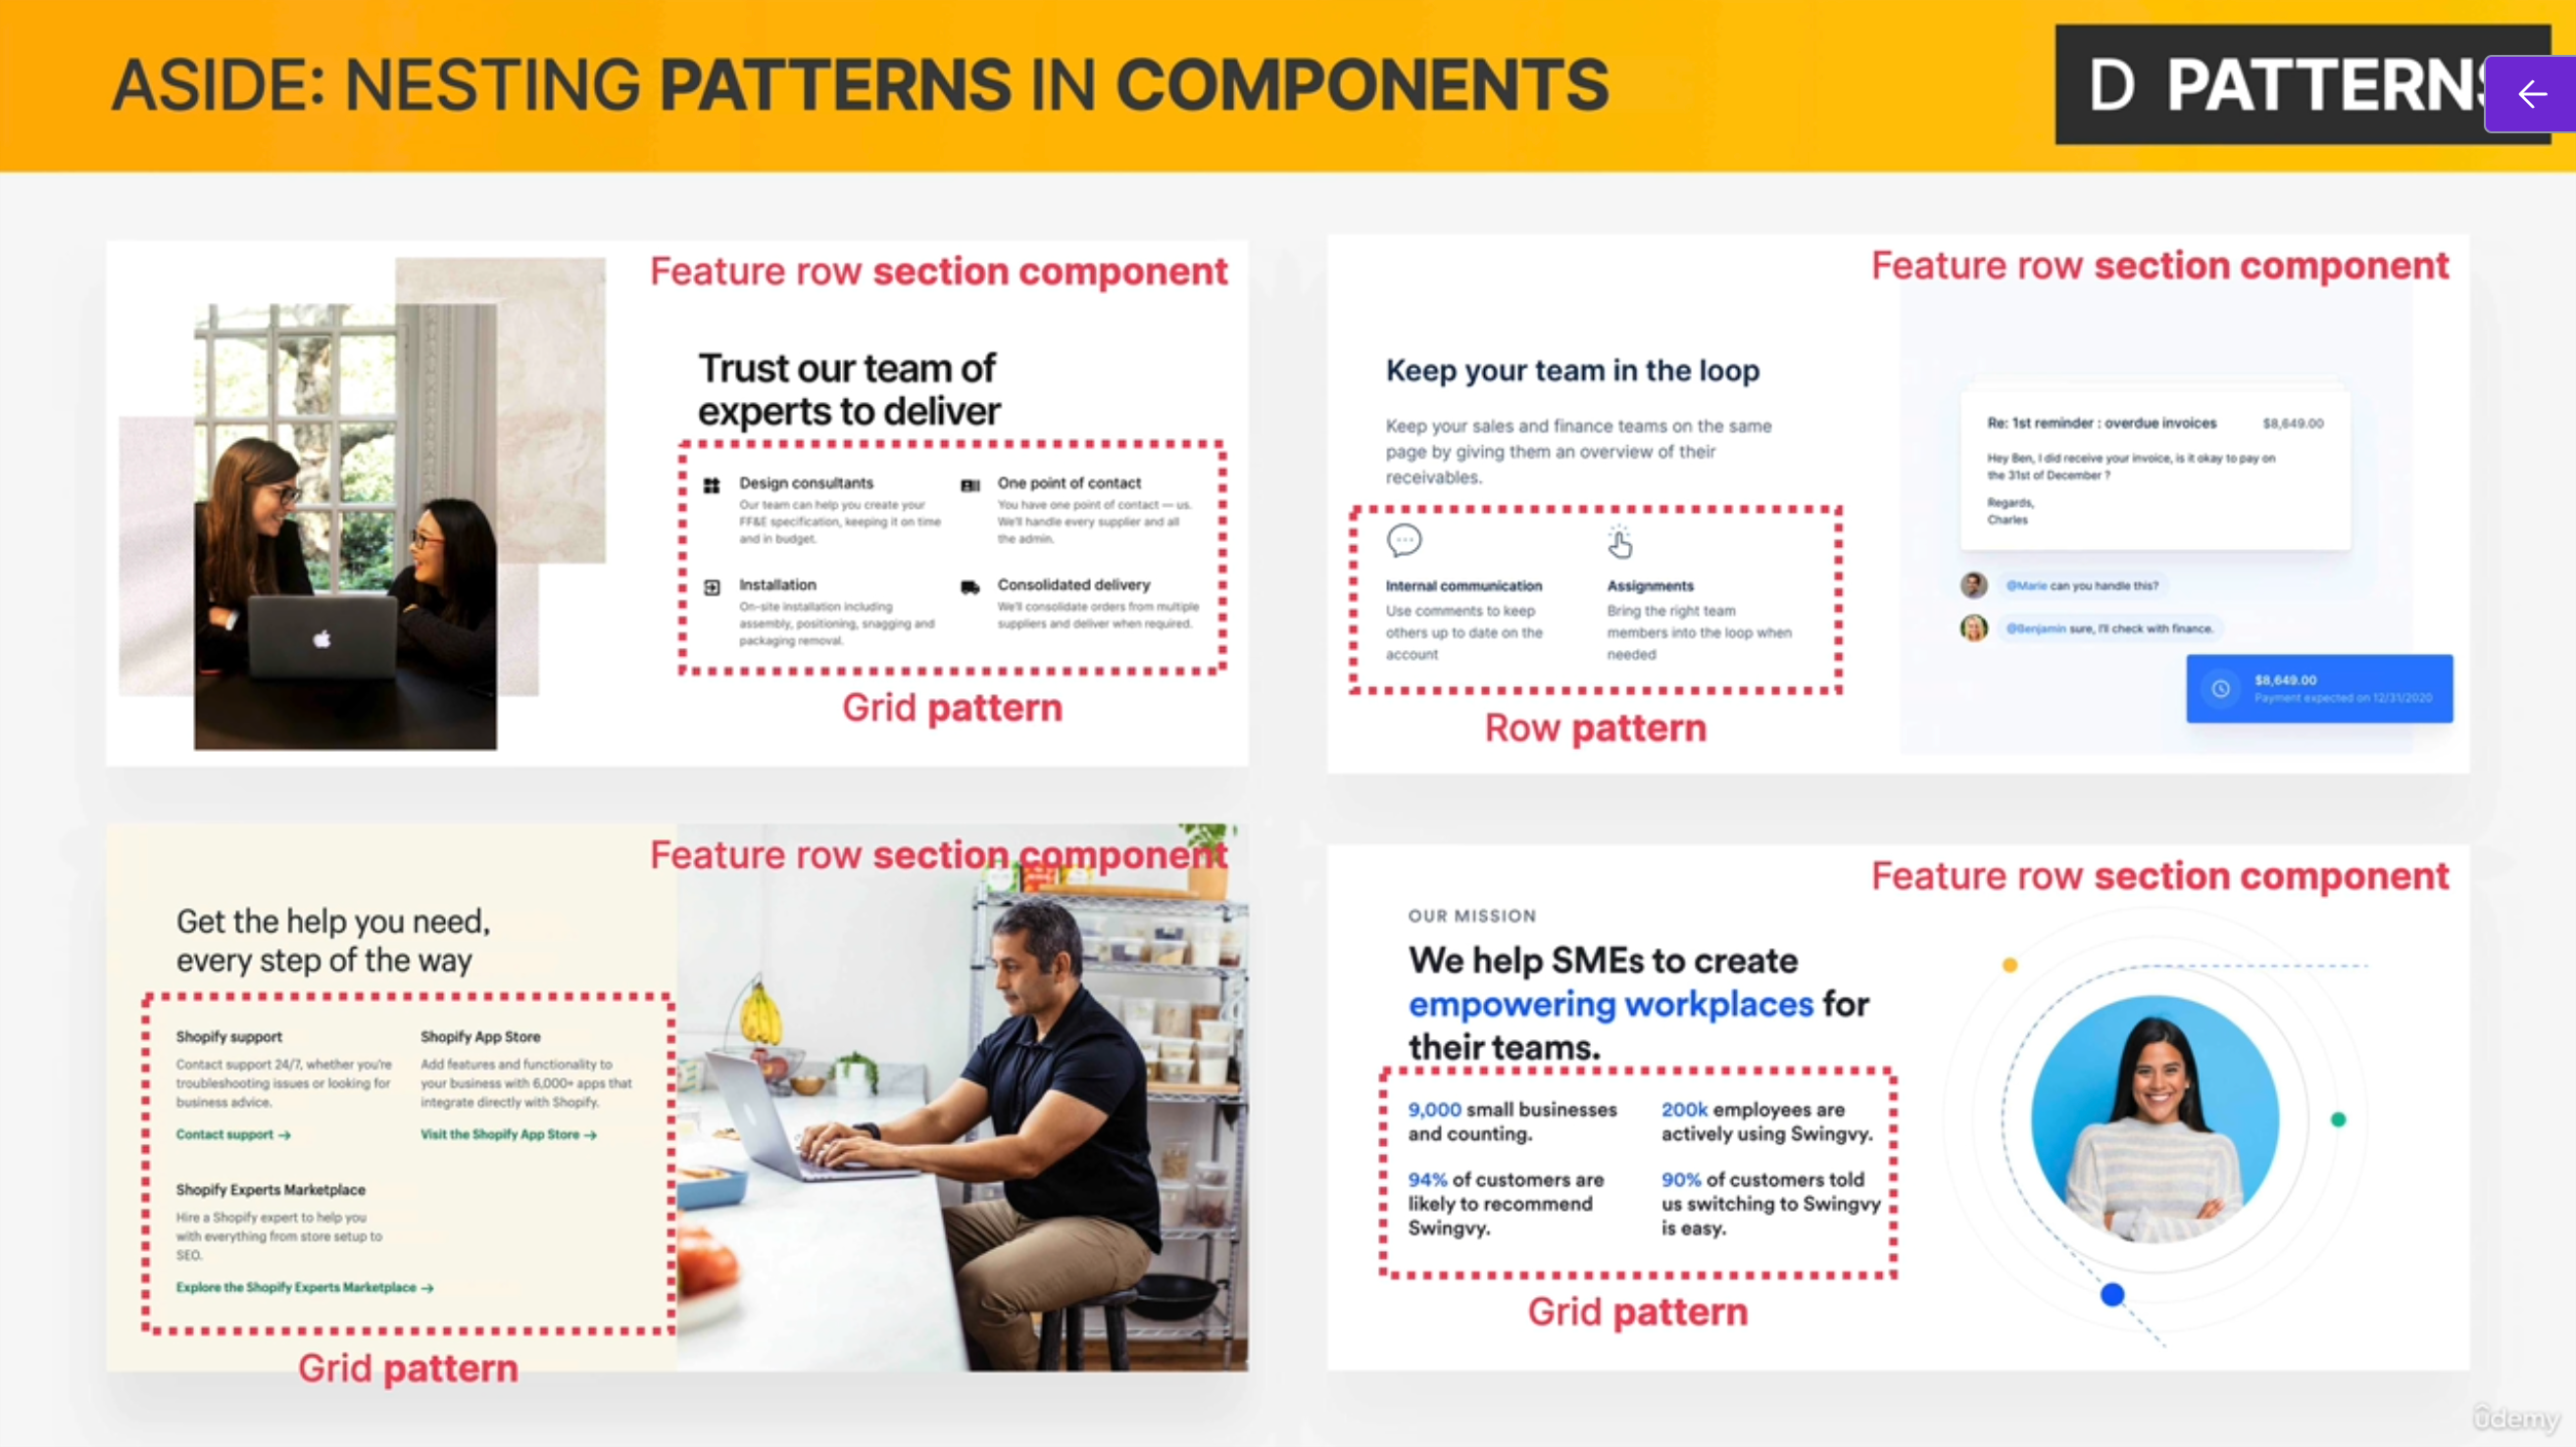 ASIDE: NESTING PATTERNS IN COMPONENTS
D PATTERNS
Feature row section component
Trust our team of
experts to deliver
Design consultants
Our team can help you create your
FF&E specification, keeping it on time
and in budget.
One point of contact
You have one point of contact — us.
We'll handle every supplier and all
the admin.
Installation
On-site installation including
assembly, positioning, snagging and
packaging removal.
Consolidated delivery
We'll consolidate orders from multiple
suppliers and deliver when required.
Grid pattern
Feature row section component
Keep your team in the loop
Keep your sales and finance teams on the same
page by giving them an overview of their
receivables.
Internal communication
Use comments to keep
others up to date on the
account
Assignments
Bring the right team
members into the loop when
needed
Row pattern
Re: 1st reminder : overdue invoices $8,649.00
Hey Ben, I did receive your invoice, is it okay to pay on
the 31st of December ?
Regards,
Charles
@Marie can you handle this?
@Benjamin sure, I'll check with finance.
$8,649.00
Payment expected on 12/31/2020
Feature row section component
Get the help you need,
every step of the way
Shopify support
Contact support 24/7, whether you're
troubleshooting issues or looking for
business advice.
Contact support →
Shopify App Store
Add features and functionality to
your business with 6,000+ apps that
integrate directly with Shopify.
Visit the Shopify App Store →
Shopify Experts Marketplace
Hire a Shopify expert to help you
with everything from store setup to
SEO.
Explore the Shopify Experts Marketplace →
Grid pattern
Feature row section component
OUR MISSION
We help SMEs to create
empowering workplaces for
their teams.
9,000 small businesses
and counting.
200k employees are
actively using Swingvy.
94% of customers are
likely to recommend
Swingvy.
90% of customers told
us switching to Swingvy
is easy.
Grid pattern
ûdemy